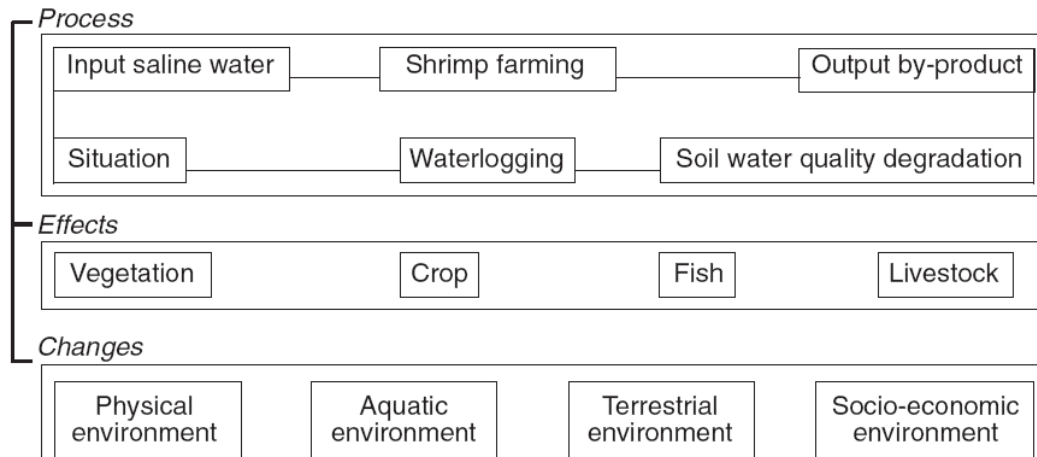 Process
Input saline water
Shrimp farming
Output by-product
Situation
Waterlogging
Soil water quality degradation
Effects
Vegetation
Crop
Fish
Livestock
Changes
Physical
environment
Aquatic
environment
Terrestrial
environment
Socio-economic
environment